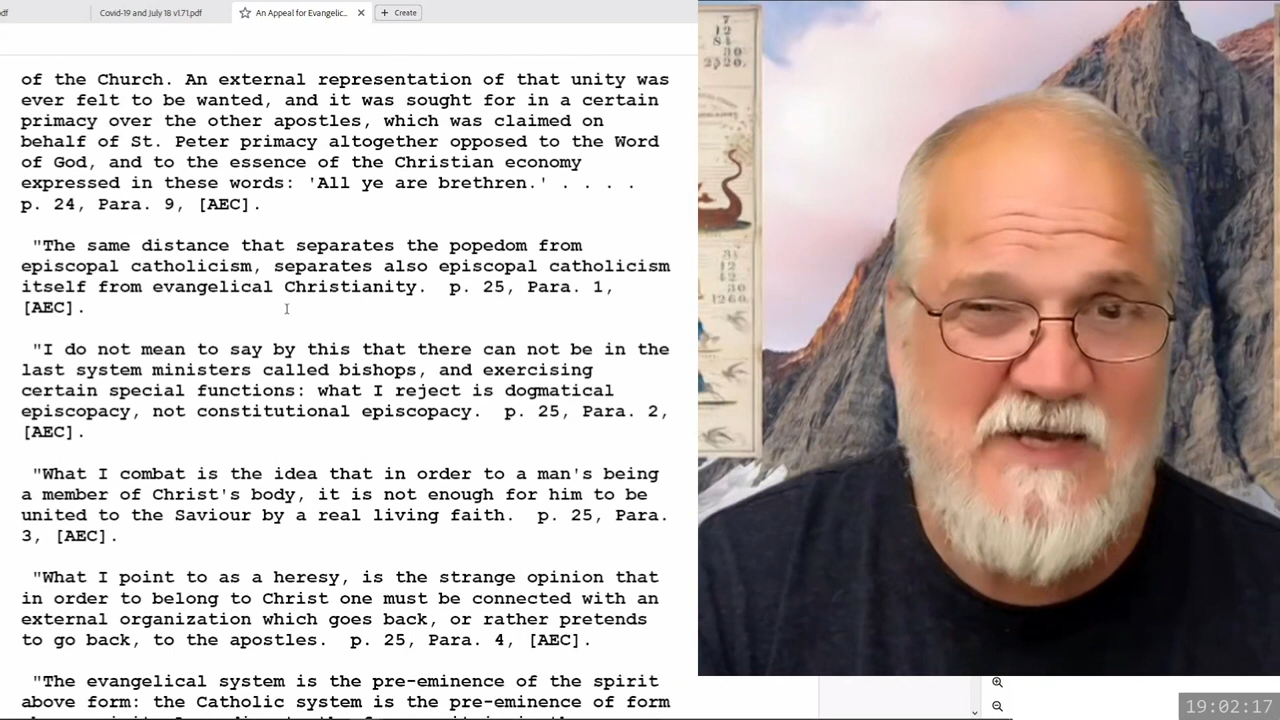 df
Covid-19 and July 18 v1.71.pdf
An Appeal for Evangelic...
Create
of the Church. An external representation of that unity was
ever felt to be wanted, and it was sought for in a certain
primacy over the other apostles, which was claimed on
behalf of St. Peter primacy altogether opposed to the Word
of God, and to the essence of the Christian economy
expressed in these words: 'All ye are brethren.' . . . .
p. 24, Para. 9, [AEC].
"The same distance that separates the popedom from
episcopal catholicism, separates also episcopal catholicism
itself from evangelical Christianity. p. 25, Para. 1,
[AEC].
"I do not mean to say by this that there can not be in the
last system ministers called bishops, and exercising
certain special functions: what I reject is dogmatical
episcopacy, not constitutional episcopacy. p. 25, Para. 2,
[AEC].
"What I combat is the idea that in order to a man's being
a member of Christ's body, it is not enough for him to be
united to the Saviour by a real living faith. p. 25, Para.
3, [AEC].
"What I point to as a heresy, is the strange opinion that
in order to belong to Christ one must be connected with an
external organization which goes back, or rather pretends
to go back, to the apostles. p. 25, Para. 4, [AEC].
"The evangelical system is the pre-eminence of the spirit
above form: the Catholic system is the pre-eminence of form
7
12
30
2520,
12
30
1260.
19:02:17